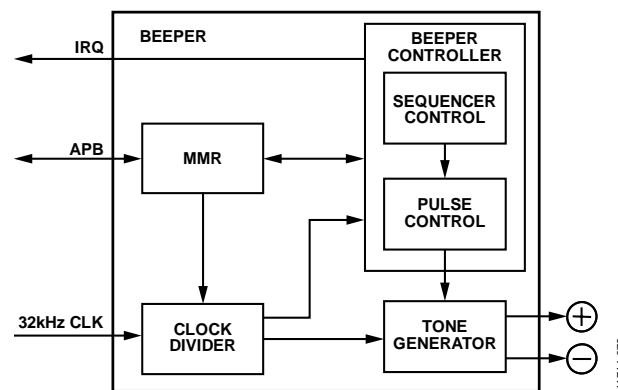 IRQ
BEEPER
BEEPER
CONTROLLER
SEQUENCER
CONTROL
APB
MMR
PULSE
CONTROL
32kHz CLK
CLOCK
DIVIDER
TONE
GENERATOR
+
−